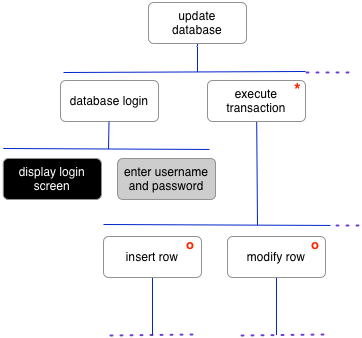 update
database
database login
execute
transaction
*
display login
screen
enter username
and password
insert row
o
modify row
o